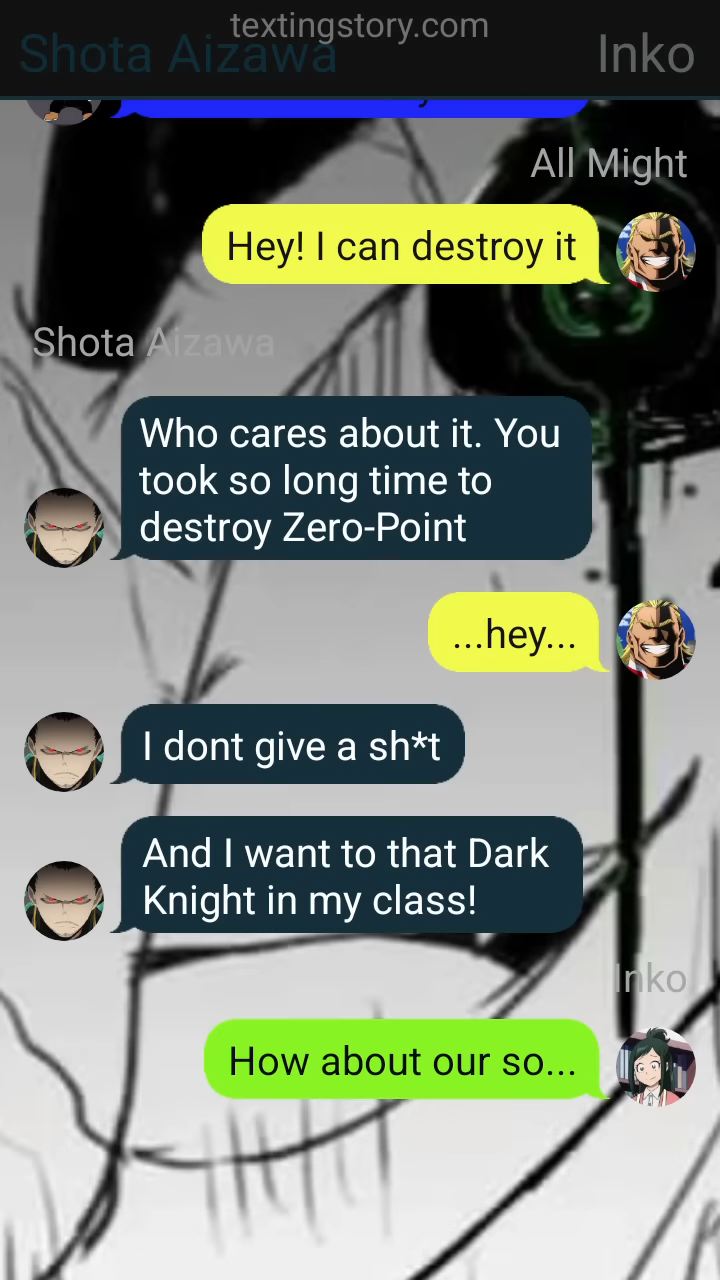 textingstory.com
Shota Aizawa
Inko
All Might
Hey! I can destroy it
Shota Aizawa
Who cares about it. You
took so long time to
destroy Zero-Point
...hey...
I dont give a sh*t
And I want to that Dark
Knight in my class!
Inko
How about our so...